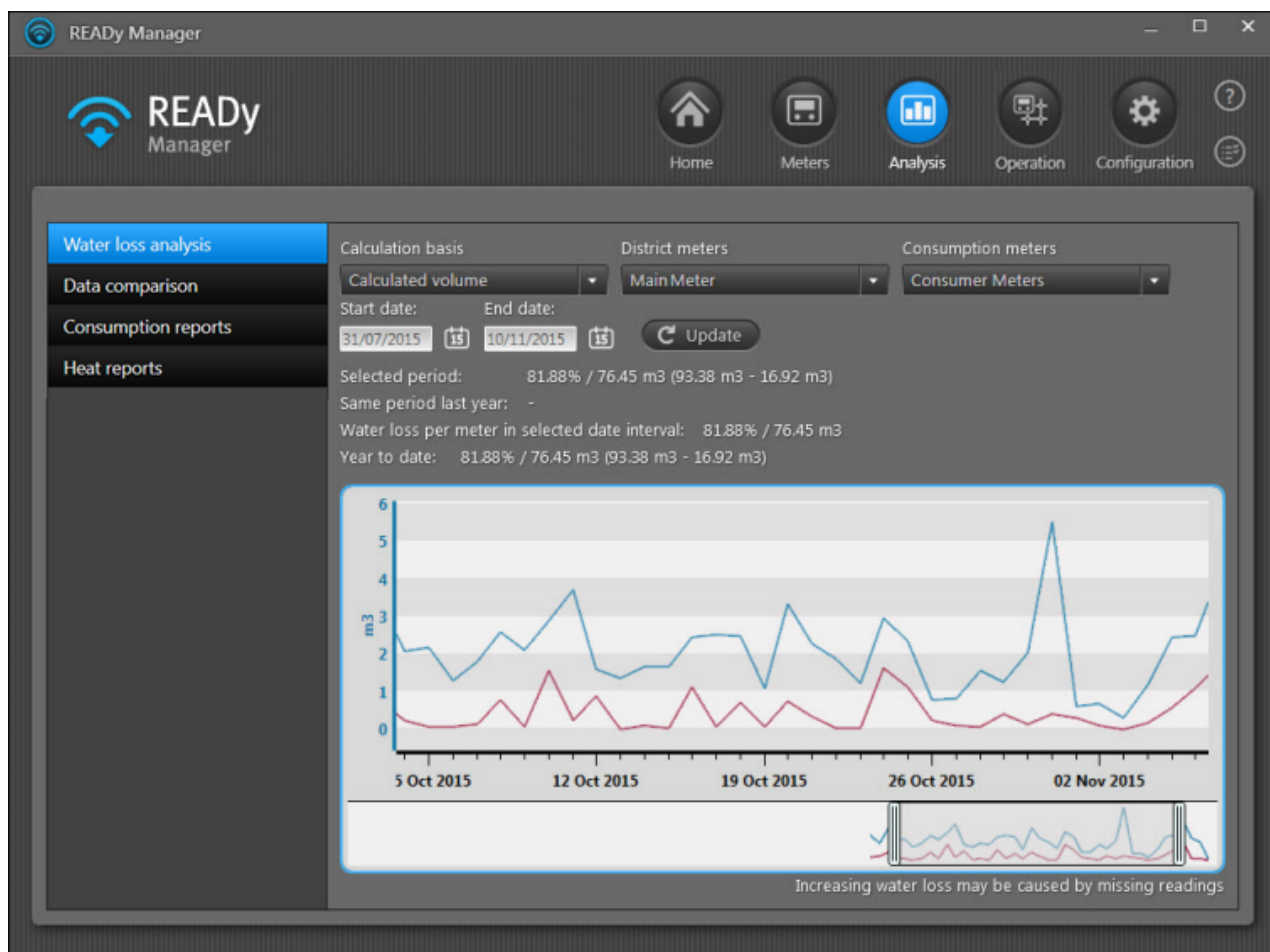 READy Manager
READy
Manager
Home Meters Analysis Operation Configuration
?
Water loss analysis
Data comparison
Consumption reports
Heat reports
Calculation basis District meters Consumption meters
Calculated volume Main Meter Consumer Meters
Start date: End date:
31/07/2015 15 10/11/2015 15 Update
Selected period: 81.88% / 76.45 m3 (93.38 m3 - 16.92 m3)
Same period last year: -
Water loss per meter in selected date interval: 81.88% / 76.45 m3
Year to date: 81.88% / 76.45 m3 (93.38 m3 - 16.92 m3)
6
5
4
3
2
1
0
m3
5 Oct 2015 12 Oct 2015 19 Oct 2015 26 Oct 2015 02 Nov 2015
Increasing water loss may be caused by missing readings